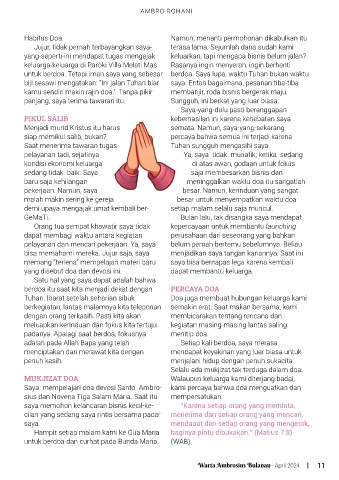 AMBRO ROHANI
Habitus Doa.
Jujur, tidak pernah terbayangkan saya-
yang-seperti-ini mendapat tugas mengajak
keluarga-keluarga di Paroki Villa Melati Mas
untuk berdoa. Tetapi iman saya yang sebesar
biji sesawi mengatakan: "Ini jalan Tuhan biar
kamu sendiri makin rajin doa." Tanpa pikir
panjang, saya terima tawaran itu.
PIKUL SALIB
Menjadi murid Kristus itu harus
siap memikul salib, bukan?
Saat menerima tawaran tugas
pelayanan tadi, sejatinya
kondisi ekonomi keluarga
sedang tidak baik. Saya
baru saja kehilangan
pekerjaan. Namun, saya
malah makin sering ke gereja
demi upaya mengajak umat kembali ber-
GeMaTi.
Orang tua sempat khawatir saya tidak
dapat membagi waktu antara kegiatan
pelayanan dan mencari pekerjaan. Ya, saya
bisa memahami mereka. Jujur saja, saya
memang "terlena" mempelajari materi baru
yang disebut doa dan devosi ini.
Satu hal yang saya dapat adalah bahwa
berdoa itu saat kita menjadi dekat dengan
Tuhan. Ibarat setelah seharian sibuk
berkegiatan, lantas malamnya kita teleponan
dengan orang terkasih. Pasti kita akan
meluapkan kerinduan dan fokus kita tertuju
padanya. Apalagi saat berdoa, fokusnya
adalah pada Allah Bapa yang telah
menciptakan dan merawat kita dengan
penuh kasih.
MUKJIZAT DOA
Saya mempelajari doa devosi Santo Ambro-
sius dan Novena Tiga Salam Maria. Saat itu
saya memohon kelancaran bisnis kecil-ke-
cilan yang sedang saya rintis bersama pacar
saya.
Hampir setiap malam kami ke Gua Maria
untuk berdoa dan curhat pada Bunda Maria.
Namun, menanti permohonan dikabulkan itu
terasa lama. Sejumlah dana sudah kami
keluarkan, tapi mengapa bisnis belum jalan?
Rasanya ingin menyerah, ingin berhenti
berdoa. Saya lupa, waktu Tuhan bukan waktu
saya. Entah bagaimana, pesanan tiba-tiba
membanjir, roda bisnis bergerak maju.
Sungguh, ini berkat yang luar biasa.
Saya-yang-dulu pasti beranggapan
keberhasilan ini karena kehebatan saya
semata. Namun, saya-yang-sekarang
percaya bahwa semua ini terjadi karena
Tuhan sungguh mengasihi saya.
Ya, saya tidak munafik; ketika sedang
di atas awan, godaan untuk fokus
saja membesarkan bisnis dan
meninggalkan waktu doa itu sangatlah
besar. Namun, kerinduan yang sangat
besar untuk menyempatkan waktu doa
setiap malam selalu saja muncul.
Bulan lalu, tak disangka saya mendapat
kepercayaan untuk membantu launching
perusahaan dari seseorang yang bahkan
belum pernah bertemu sebelumnya. Beliau
menjadikan saya tangan kanannya. Saat ini
saya bisa bernapas lega karena kembali
dapat membantu keluarga.
PERCAYA DOA
Doa juga membuat hubungan keluarga kami
semakin erat. Saat makan bersama, kami
membicarakan tentang rencana dan
kegiatan masing-masing lantas saling
menitip doa.
Setiap kali berdoa, saya merasa
mendapat keyakinan yang luar biasa untuk
menjalani hidup dengan penuh sukacita.
Selalu ada mukjizat tak terduga dalam doa.
Walaupun keluarga kami diterjang badai,
kami percaya bahwa doa menguatkan dan
mempersatukan.
"Karena setiap orang yang meminta,
menerima dan setiap orang yang mencari,
mendapat dan setiap orang yang mengetok,
baginya pintu dibukakan." (Matius 7:8)
(WAB)
Warta Ambrosius Bulanan · April 2024 | 11